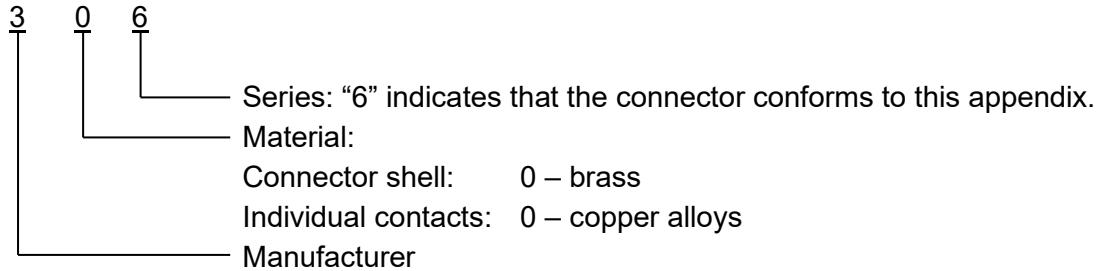 3 0 6
Series: “6” indicates that the connector conforms to this appendix.
Material:
Connector shell: 0 – brass
Individual contacts: 0 – copper alloys
Manufacturer